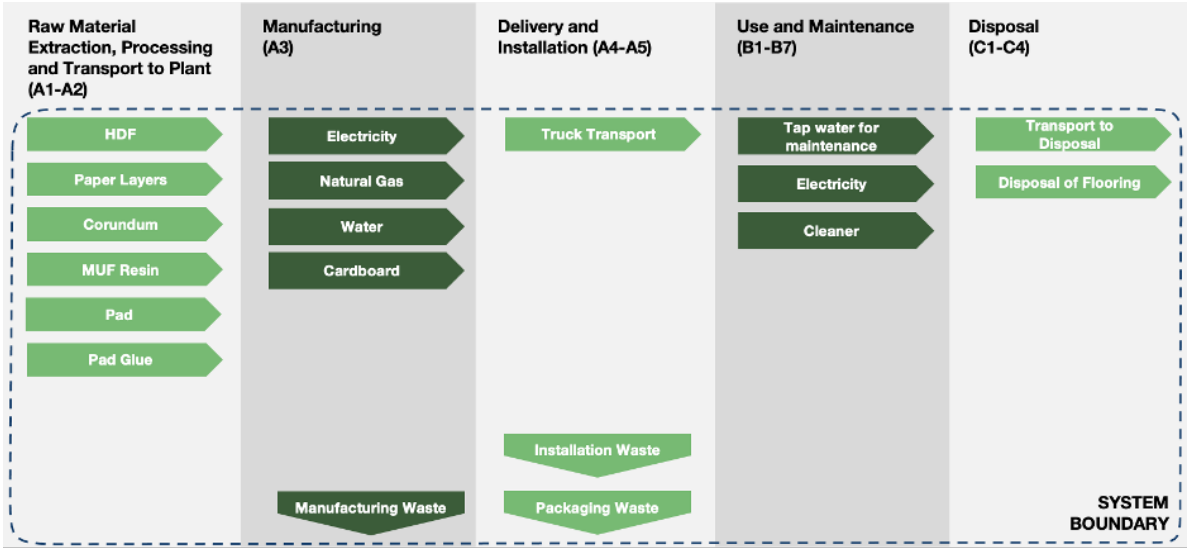 Raw Material
Extraction, Processing
and Transport to Plant
(A1-A2)
HDF
Paper Layers
Corundum
MUF Resin
Pad
Pad Glue
Manufacturing
(A3)
Electricity
Natural Gas
Water
Cardboard
Manufacturing Waste
Delivery and
Installation (A4-A5)
Truck Transport
Installation Waste
Packaging Waste
Use and Maintenance
(B1-B7)
Tap water for
maintenance
Electricity
Cleaner
Disposal
(C1-C4)
Transport to
Disposal
Disposal of Flooring
SYSTEM
BOUNDARY